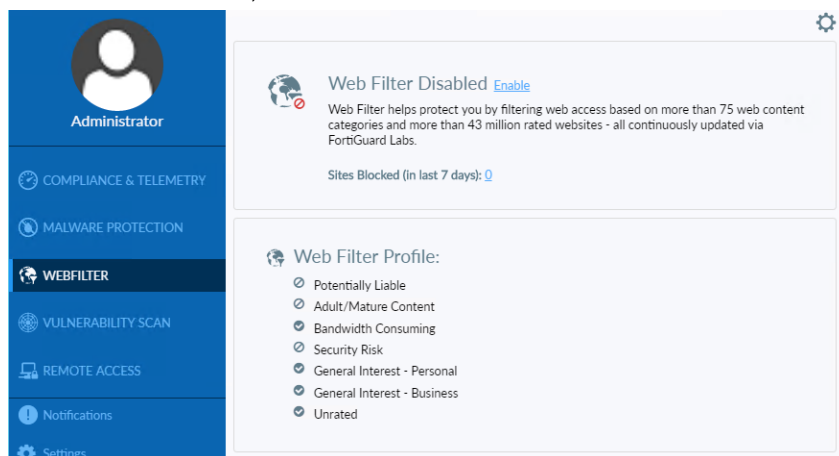 Administrator
COMPLIANCE & TELEMETRY
MALWARE PROTECTION
WEBFILTER
VULNERABILITY SCAN
REMOTE ACCESS
Notifications
Settings
Web Filter Disabled Enable
Web Filter helps protect you by filtering web access based on more than 75 web content
categories and more than 43 million rated websites - all continuously updated via
FortiGuard Labs.
Sites Blocked (in last 7 days): 0
Web Filter Profile:
Potentially Liable
Adult/Mature Content
Bandwidth Consuming
Security Risk
General Interest - Personal
General Interest - Business
Unrated